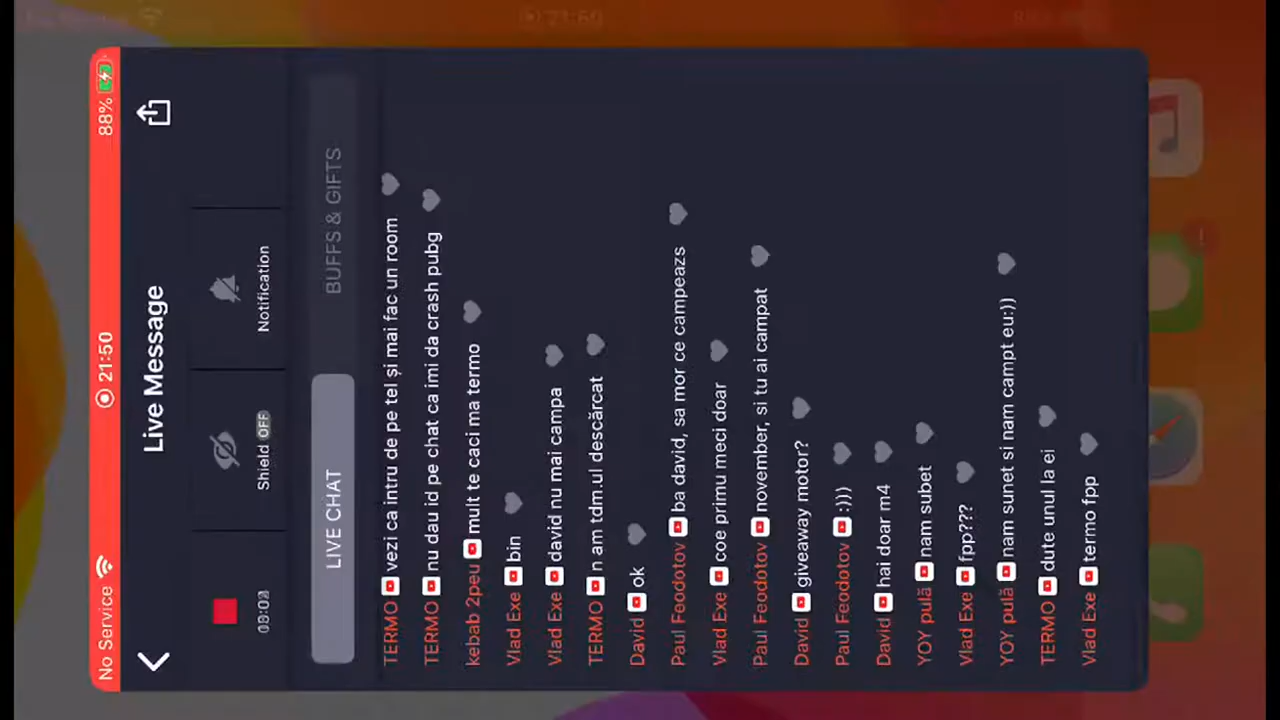 No Service 21:50 88%
Live Message
08:02
Shield OFF
Notification
LIVE CHAT
BUFFS & GIFTS
TERMO vezi ca intru de pe tel și mai fac un room
TERMO nu dau id pe chat ca imi da crash pubg
kebab 2peu mult te caci ma termo
Vlad Exe bin
Vlad Exe david nu mai campa
TERMO n am tdm.ul descărcat
David ok
Paul Feodotov ba david, sa mor ce campeazs
Vlad Exe coe primu meci doar
Paul Feodotov november, si tu ai campat
David giveaway motor?
Paul Feodotov :)))
David hai doar m4
YOY pulă nam subet
Vlad Exe fpp???
YOY pulă nam sunet si nam campt eu:))
TERMO dute unul la ei
Vlad Exe termo fpp